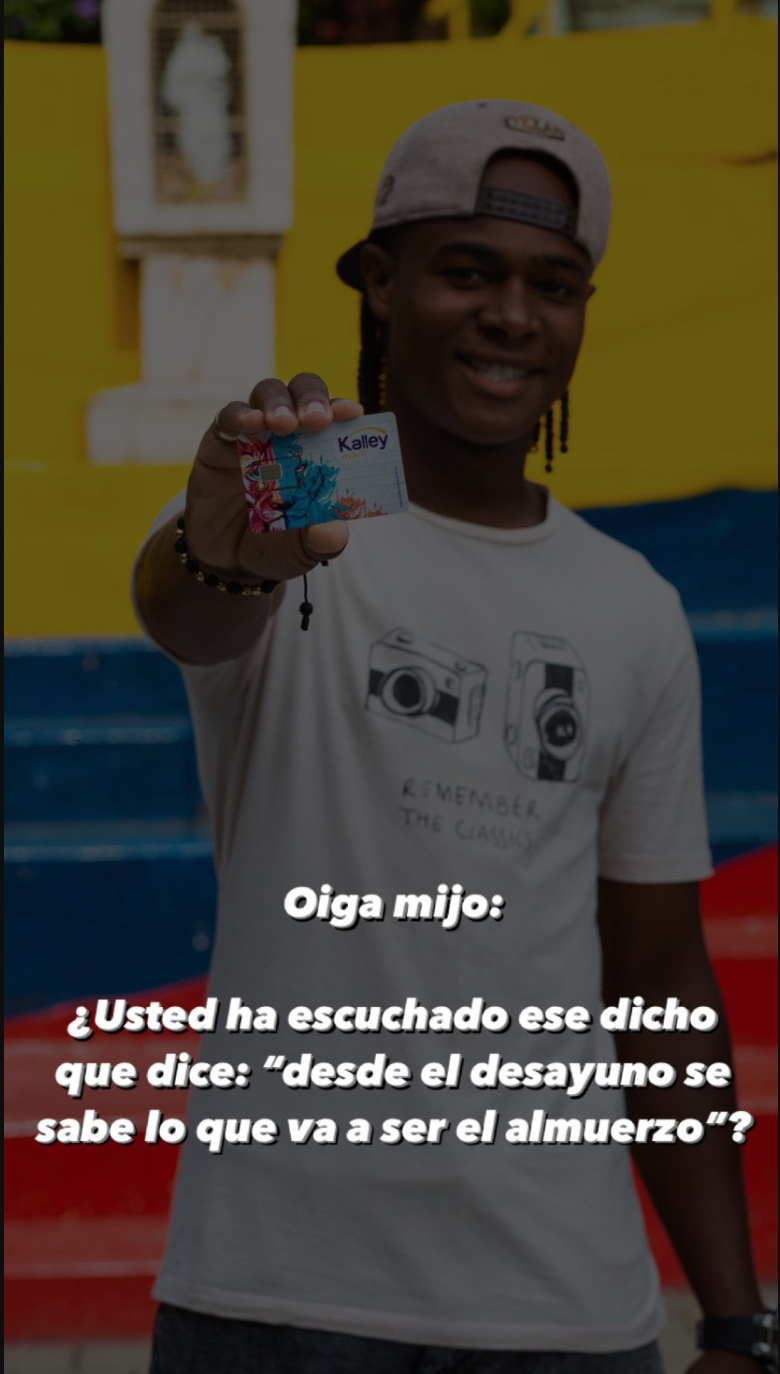 Kalley
REMEMBER
THE CLASSICS
Oiga mijo:
¿Usted ha escuchado ese dicho
que dice: “desde el desayuno se
sabe lo que va a ser el almuerzo”?